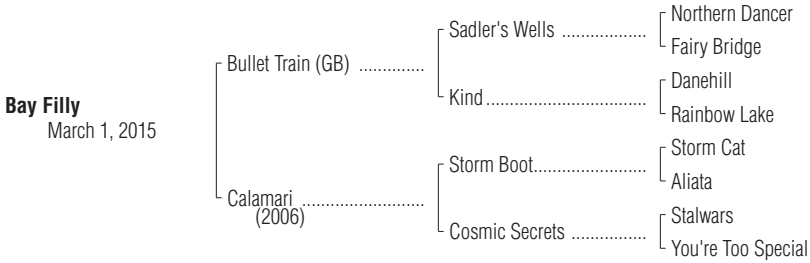 Northern Dancer
Sadler's Wells ..................
Fairy Bridge
Bullet Train (GB) ..............
Danehill
Kind ..................................
Rainbow Lake
Bay Filly
March 1, 2015
Storm Cat
Storm Boot........................
Aliata
Calamari ..........................
(2006)
Stalwars
Cosmic Secrets ................
You're Too Special